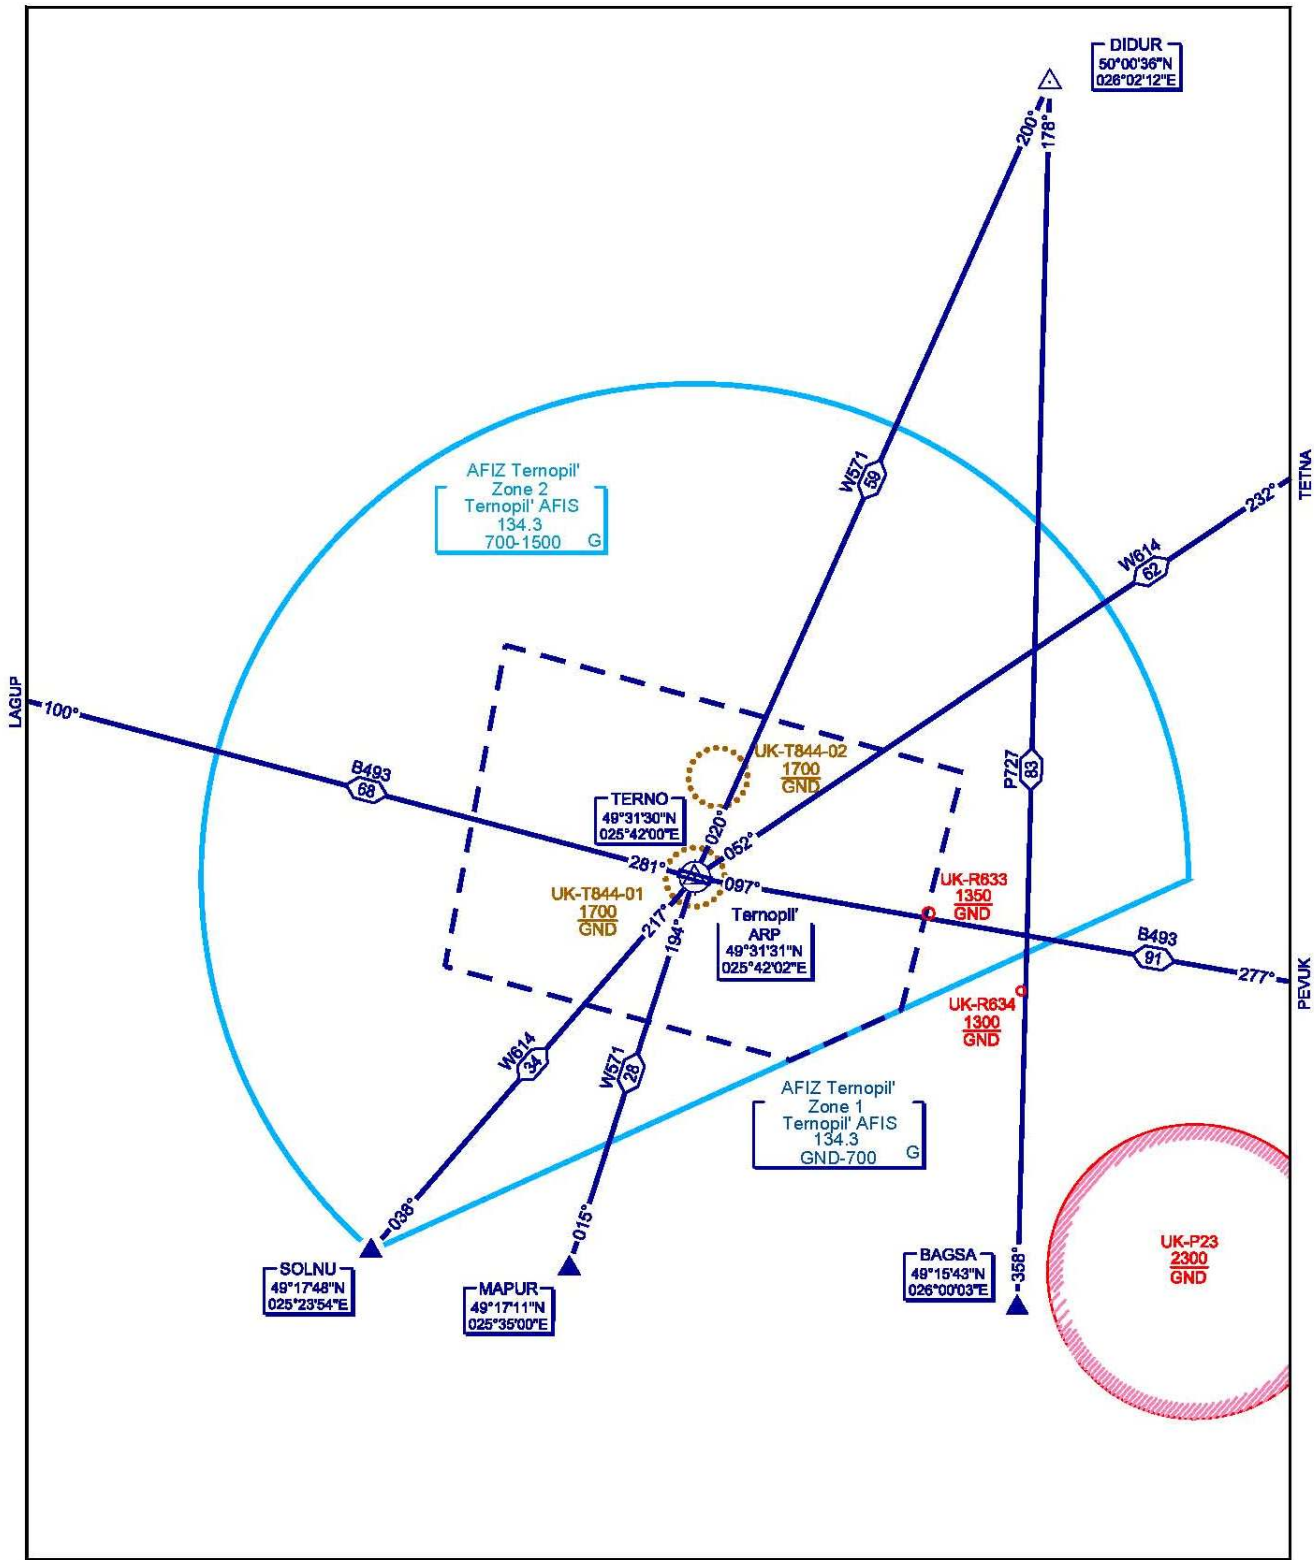 DIDUR
50°00'36"N
026°02'12"E
200°
178°
AFIZ Ternopil'
Zone 2
Ternopil' AFIS
134.3
700-1500 G
W571
59
TETNA
232°
W614
62
LAGUP
100°
B493
68
UK-T844-02
1700
GND
P727
83
TERNO
49°31'30"N
025°42'00"E
020°
052°
281°
097°
UK-T844-01
1700
GND
217°
194°
Ternopil'
ARP
49°31'31"N
025°42'02"E
UK-R633
1350
GND
B493
91
277°
PEVUK
UK-R634
1300
GND
W614
34
W571
28
AFIZ Ternopil'
Zone 1
Ternopil' AFIS
134.3
GND-700 G
038°
015°
358°
SOLNU
49°17'48"N
025°23'54"E
MAPUR
49°17'11"N
025°35'00"E
BAGSA
49°15'43"N
026°00'03"E
UK-P23
2300
GND